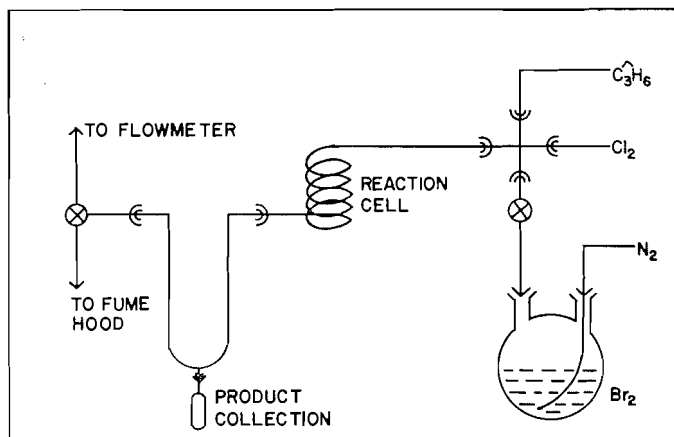 C3H6
TO FLOWMETER
Cl2
REACTION
CELL
N2
TO FUME
HOOD
Br2
PRODUCT
COLLECTION